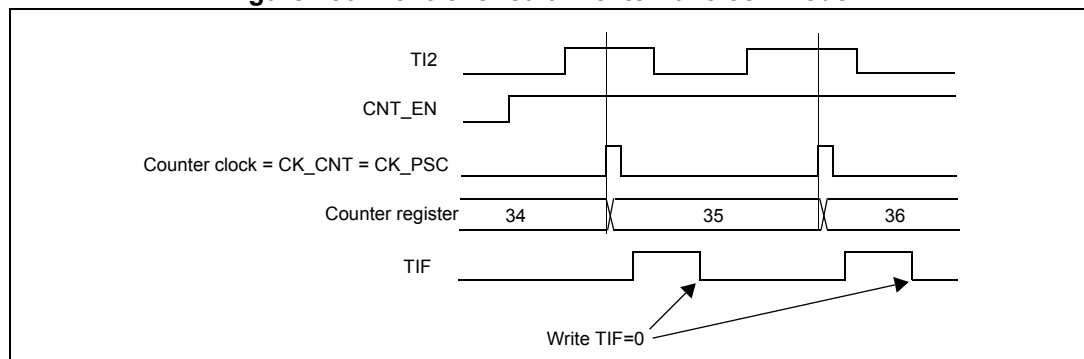 TI2
CNT_EN
Counter clock = CK_CNT = CK_PSC
Counter register 34 35 36
TIF
Write TIF=0